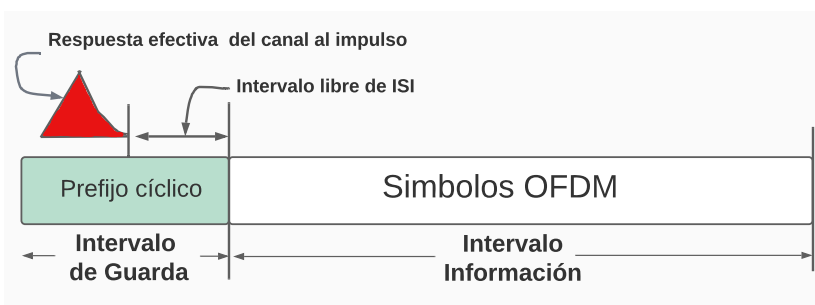 Respuesta efectiva del canal al impulso
Intervalo libre de ISI
Prefijo cíclico
Simbolos OFDM
Intervalo
de Guarda
Intervalo
Información